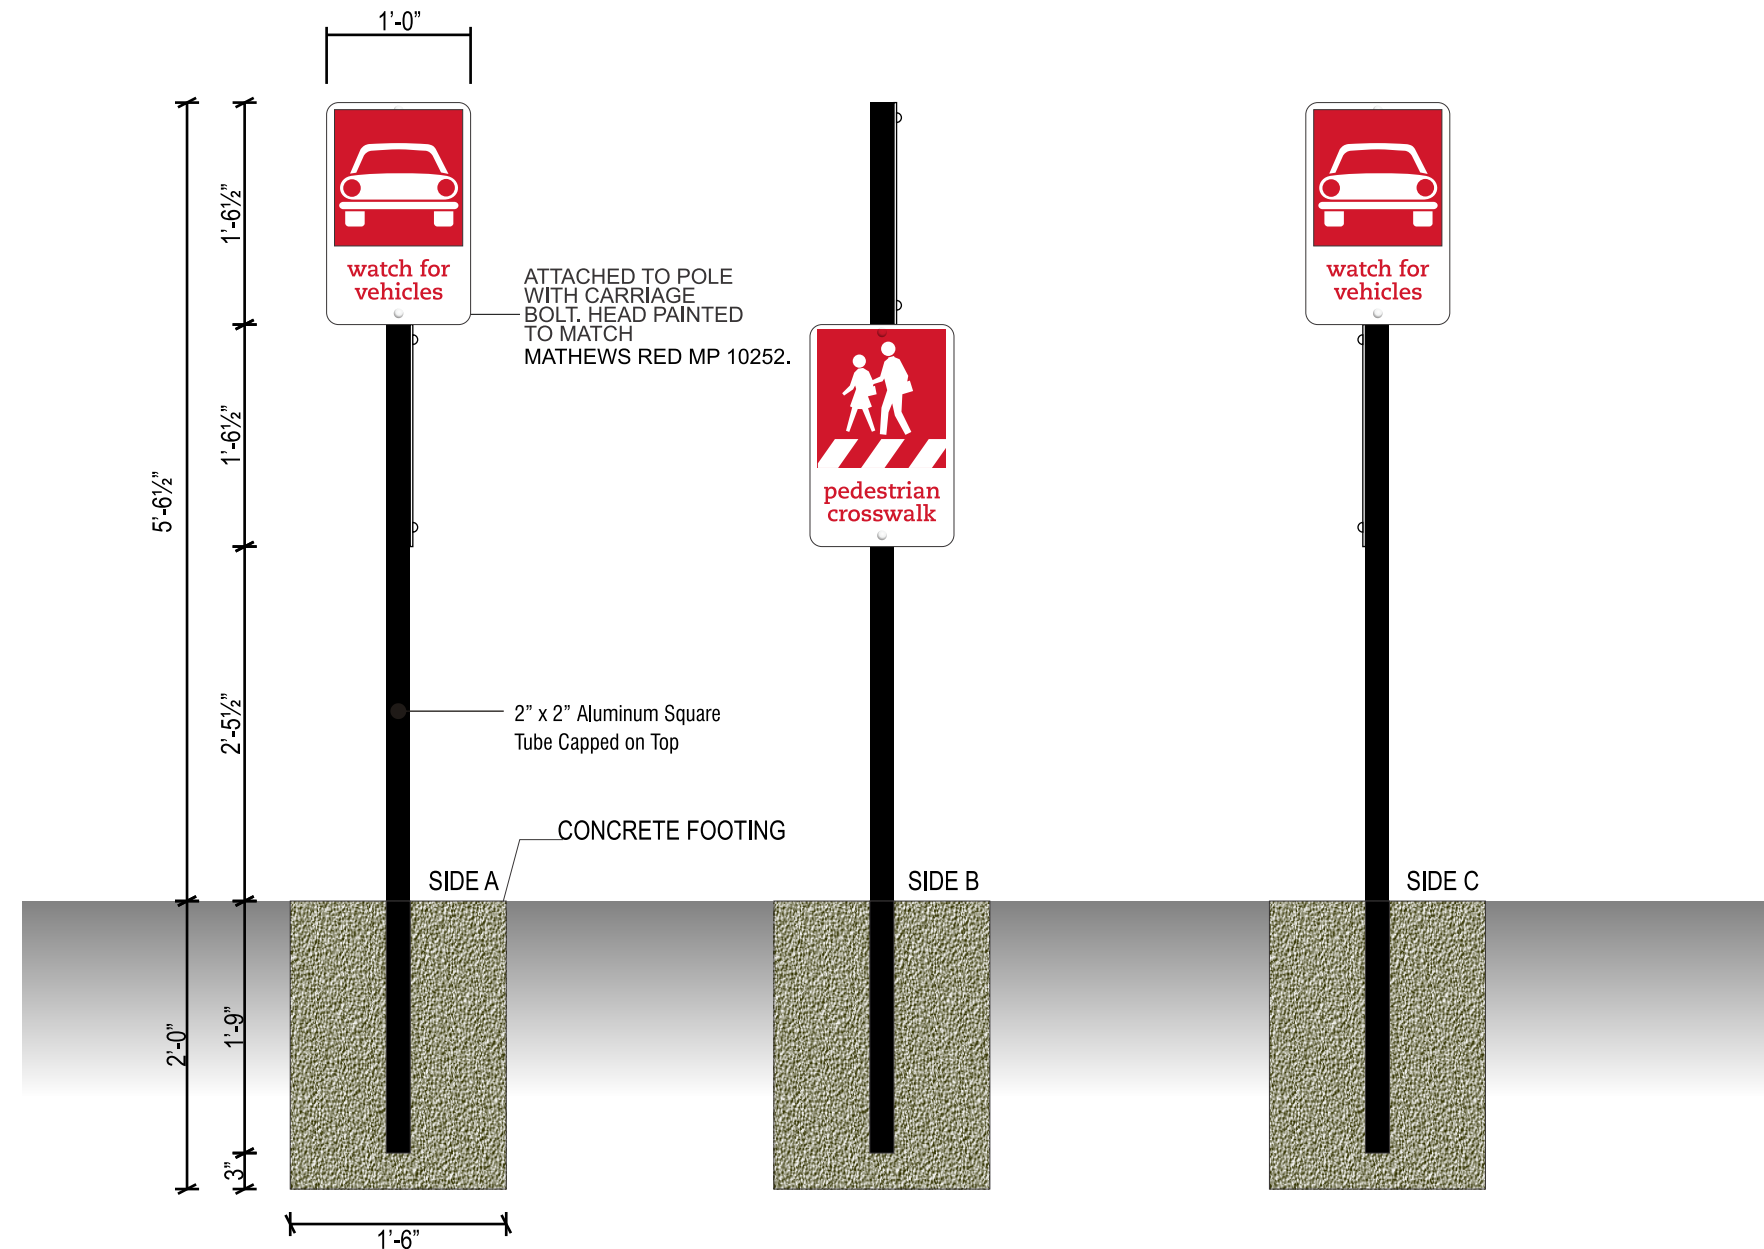 1’-0”
watch for
vehicles
ATTACHED TO POLE
WITH CARRIAGE
BOLT. HEAD PAINTED
TO MATCH
MATHEWS RED MP 10252.
pedestrian
crosswalk
watch for
vehicles
5’-6½”
1’-6½”
1’-6½”
2’-5½”
2” x 2” Aluminum Square
Tube Capped on Top
CONCRETE FOOTING
SIDE A
SIDE B
SIDE C
2’-0”
1’-9”
3”
1’-6”